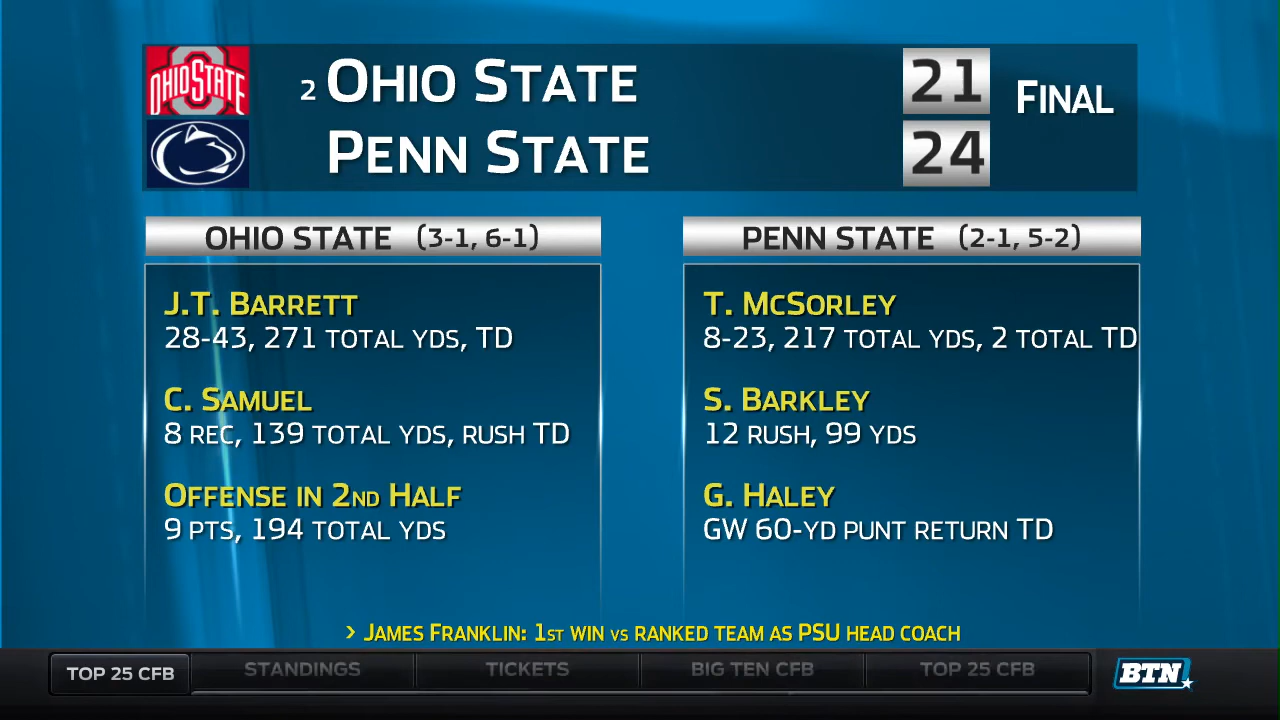 OHIO STATE
2 OHIO STATE 21 FINAL
PENN STATE 24
OHIO STATE (3-1, 6-1)
J.T. BARRETT
28-43, 271 TOTAL YDS, TD
C. SAMUEL
8 REC, 139 TOTAL YDS, RUSH TD
OFFENSE IN 2ND HALF
9 PTS, 194 TOTAL YDS
PENN STATE (2-1, 5-2)
T. MCSORLEY
8-23, 217 TOTAL YDS, 2 TOTAL TD
S. BARKLEY
12 RUSH, 99 YDS
G. HALEY
GW 60-YD PUNT RETURN TD
> JAMES FRANKLIN: 1ST WIN VS RANKED TEAM AS PSU HEAD COACH
TOP 25 CFB STANDINGS TICKETS BIG TEN CFB TOP 25 CFB BTN